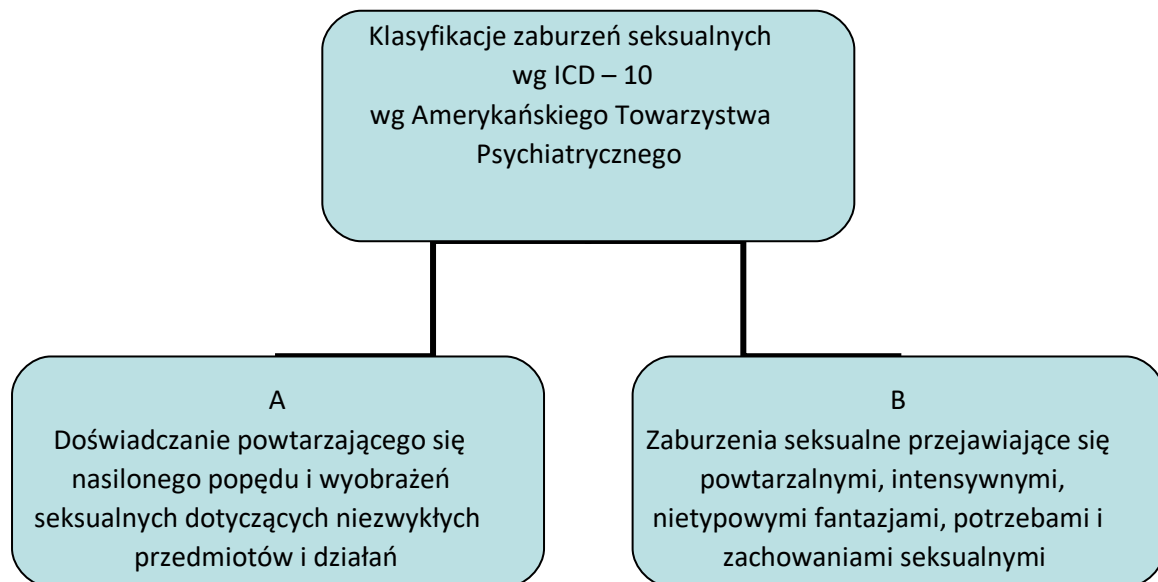 Klasyfikacje zaburzeń seksualnych
wg ICD – 10
wg Amerykańskiego Towarzystwa
Psychiatrycznego
A
Doświadczanie powtarzającego się
nasilonego popędu i wyobrażeń
seksualnych dotyczących niezwykłych
przedmiotów i działań
B
Zaburzenia seksualne przejawiające się
powtarzalnymi, intensywnymi,
nietypowymi fantazjami, potrzebami i
zachowaniami seksualnymi